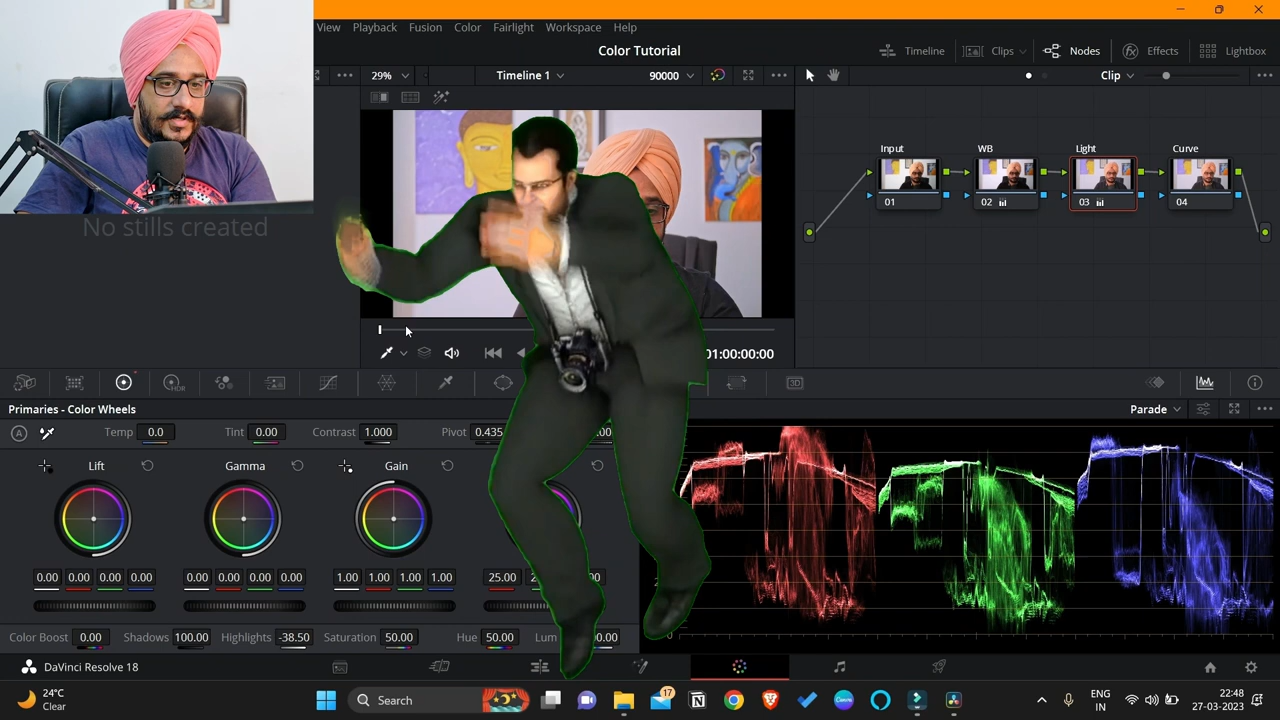 View Playback Fusion Color Fairlight Workspace Help
Color Tutorial
Timeline Clips Nodes Effects Lightbox
29% Timeline 1 90000 Clip
No stills created
Input WB Light Curve
01 02 03 04
01:00:00:00
HDR
3D
Primaries - Color Wheels
Parade
A Temp 0.0 Tint 0.00 Contrast 1.000 Pivot 0.435
Lift Gamma Gain
0.00 0.00 0.00 0.00 0.00 0.00 0.00 0.00 1.00 1.00 1.00 1.00 25.00
Color Boost 0.00 Shadows 100.00 Highlights -38.50 Saturation 50.00 Hue 50.00 Lum
DaVinci Resolve 18
24°C
Clear
Search
17
ENG
IN
22:48
27-03-2023